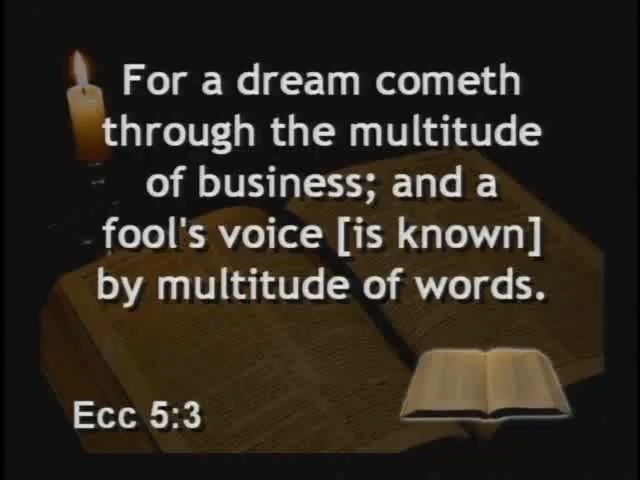 For a dream cometh
through the multitude
of business; and a
fool's voice [is known]
by multitude of words.
Ecc 5:3